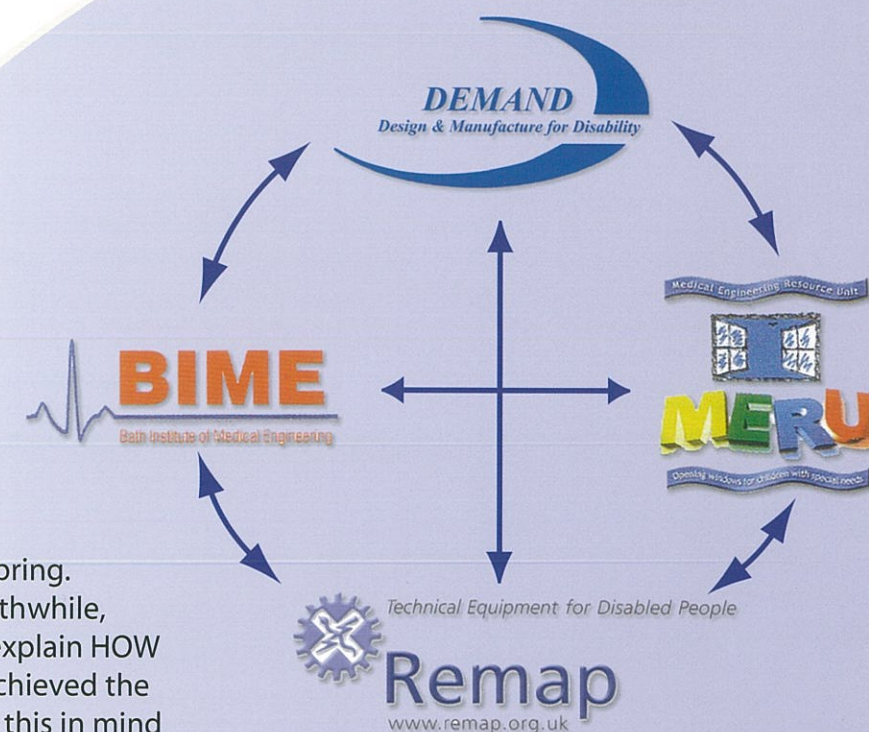 DEMAND
Design & Manufacture for Disability
Medical Engineering Resource Unit
MERU
Opening windows for children with special needs
BIME
Bath Institute of Medical Engineering
pring.
thwhile,
explain HOW
chieved the
this in mind
Technical Equipment for Disabled People
Remap
www.remap.org.uk